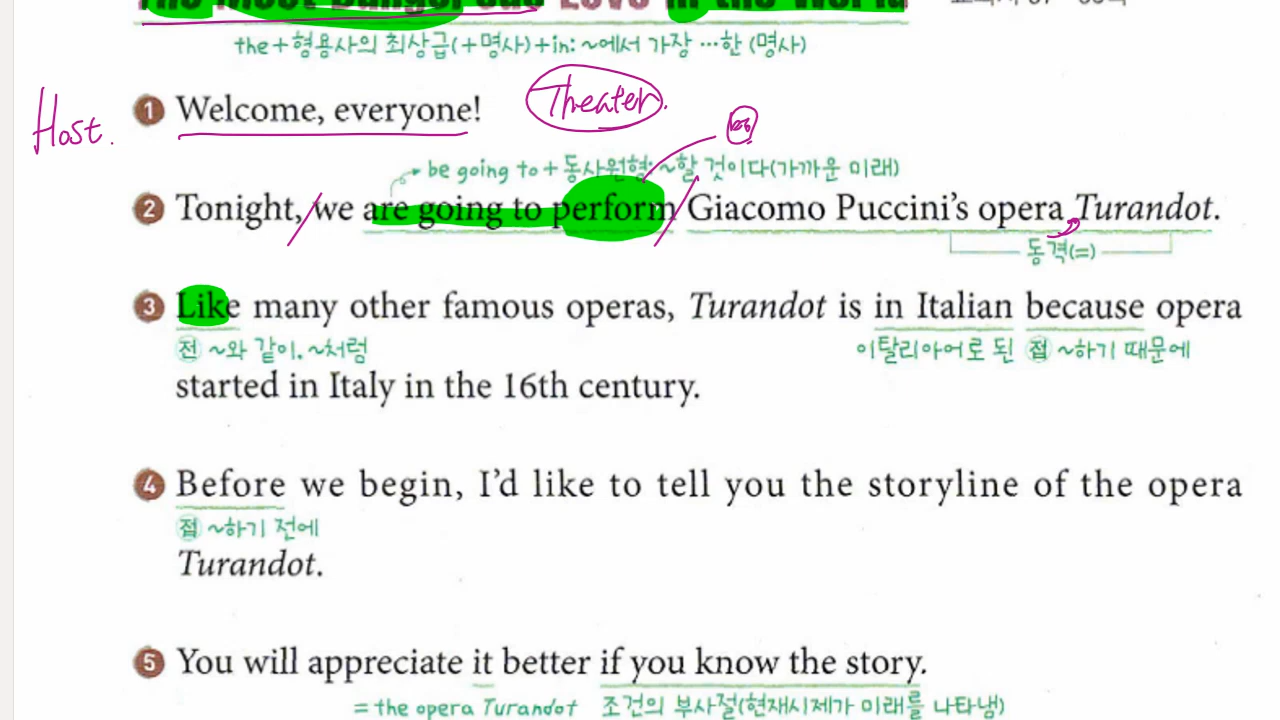 The Most Dangerous Love in the World
the+형용사의 최상급(+명사)+in: ~에서 가장 …한 (명사)
Host.
1 Welcome, everyone!
Theater.
be going to + 동사원형: ~할 것이다(가까운 미래)
2 Tonight, we are going to perform Giacomo Puccini's opera, Turandot.
동격(=)
3 Like many other famous operas, Turandot is in Italian because opera
전 ~와 같이, ~처럼 이탈리아어로 된 접 ~하기 때문에
started in Italy in the 16th century.
4 Before we begin, I'd like to tell you the storyline of the opera
접 ~하기 전에
Turandot.
5 You will appreciate it better if you know the story.
= the opera Turandot 조건의 부사절(현재시제가 미래를 나타냄)